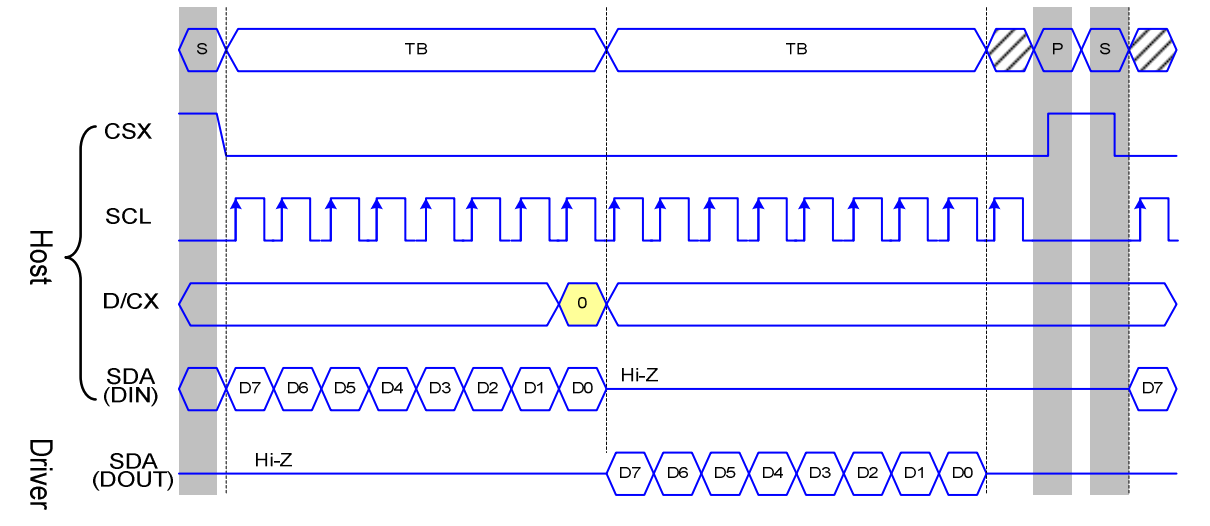 S TB TB P S
CSX
SCL
D/CX 0
SDA
(DIN) D7 D6 D5 D4 D3 D2 D1 D0 Hi-Z D7
SDA
(DOUT) Hi-Z D7 D6 D5 D4 D3 D2 D1 D0
Host
Driver